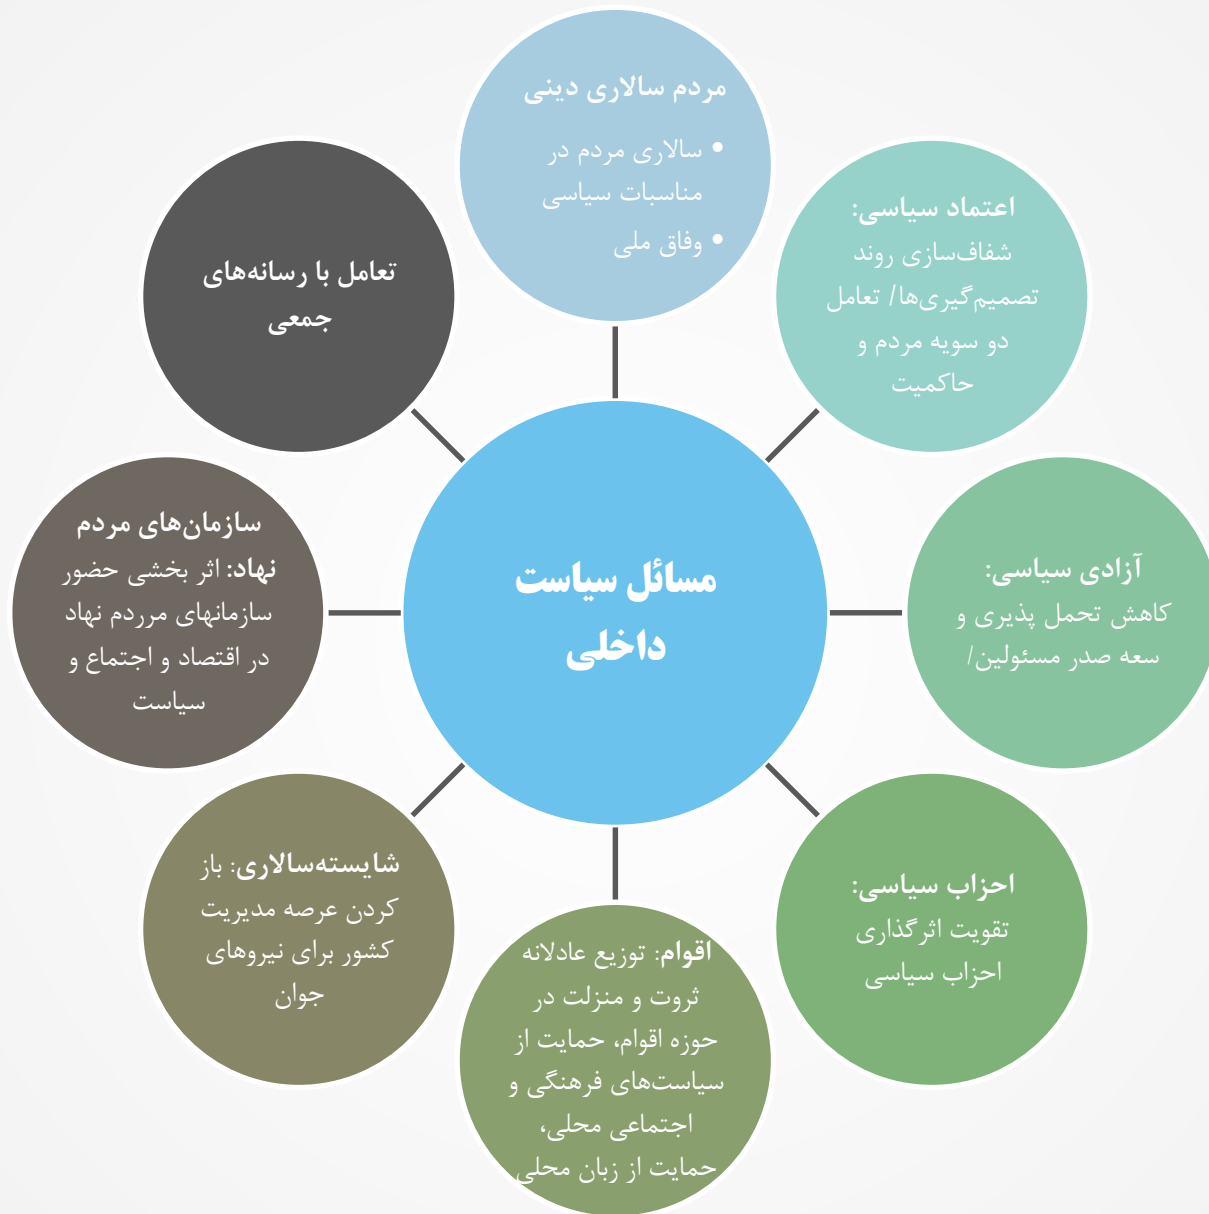 مردم سالاری دینی
• سالاری مردم در
مناسبات سیاسی
• وفاق ملی
اعتماد سیاسی:
شفاف‌سازی روند
تصمیم‌گیری‌ها/ تعامل
دو سویه مردم و
حاکمیت
آزادی سیاسی:
کاهش تحمل پذیری و
سعه صدر مسئولین/
احزاب سیاسی:
تقویت اثرگذاری
احزاب سیاسی
اقوام: توزیع عادلانه
ثروت و منزلت در
حوزه اقوام، حمایت از
سیاست‌های فرهنگی و
اجتماعی محلی،
حمایت از زبان محلی
شایسته‌سالاری: باز
کردن عرصه مدیریت
کشور برای نیروهای
جوان
سازمان‌های مردم
نهاد: اثر بخشی حضور
سازمانهای مرردم نهاد
در اقتصاد و اجتماع و
سیاست
تعامل با رسانه‌های
جمعی
مسائل سیاست
داخلی